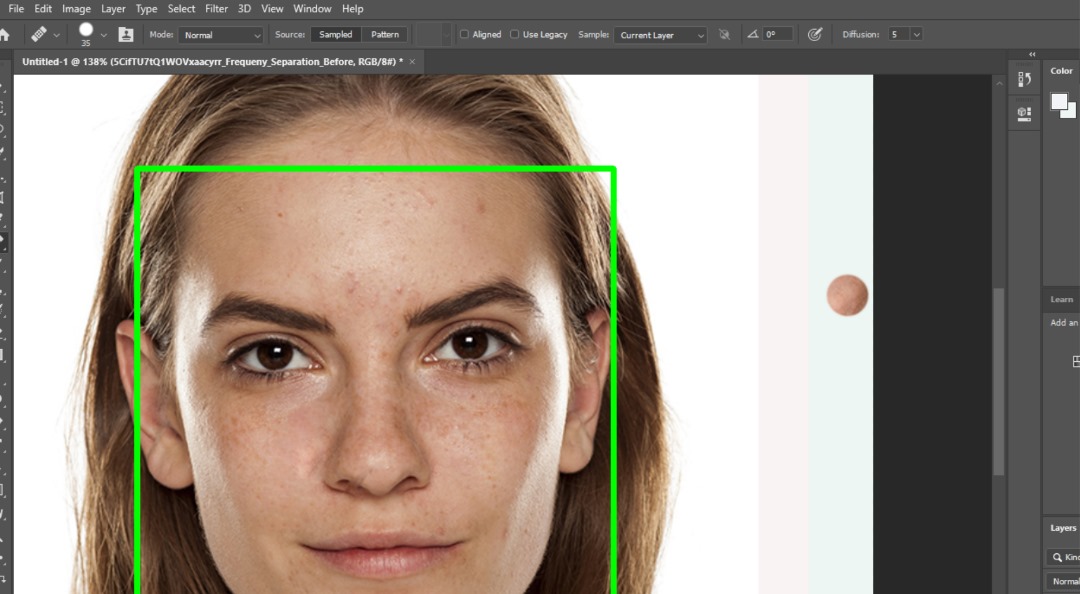 File Edit Image Layer Type Select Filter 3D View Window Help
35 Mode: Normal Source: Sampled Pattern Aligned Use Legacy Sample: Current Layer 0° Diffusion: 5
Untitled-1 @ 138% (5CifTU7tQ1WOVxaacyrr_Frequeny_Separation_Before, RGB/8#) * ×
Color
Learn
Add an
Layers
Kind
Normal